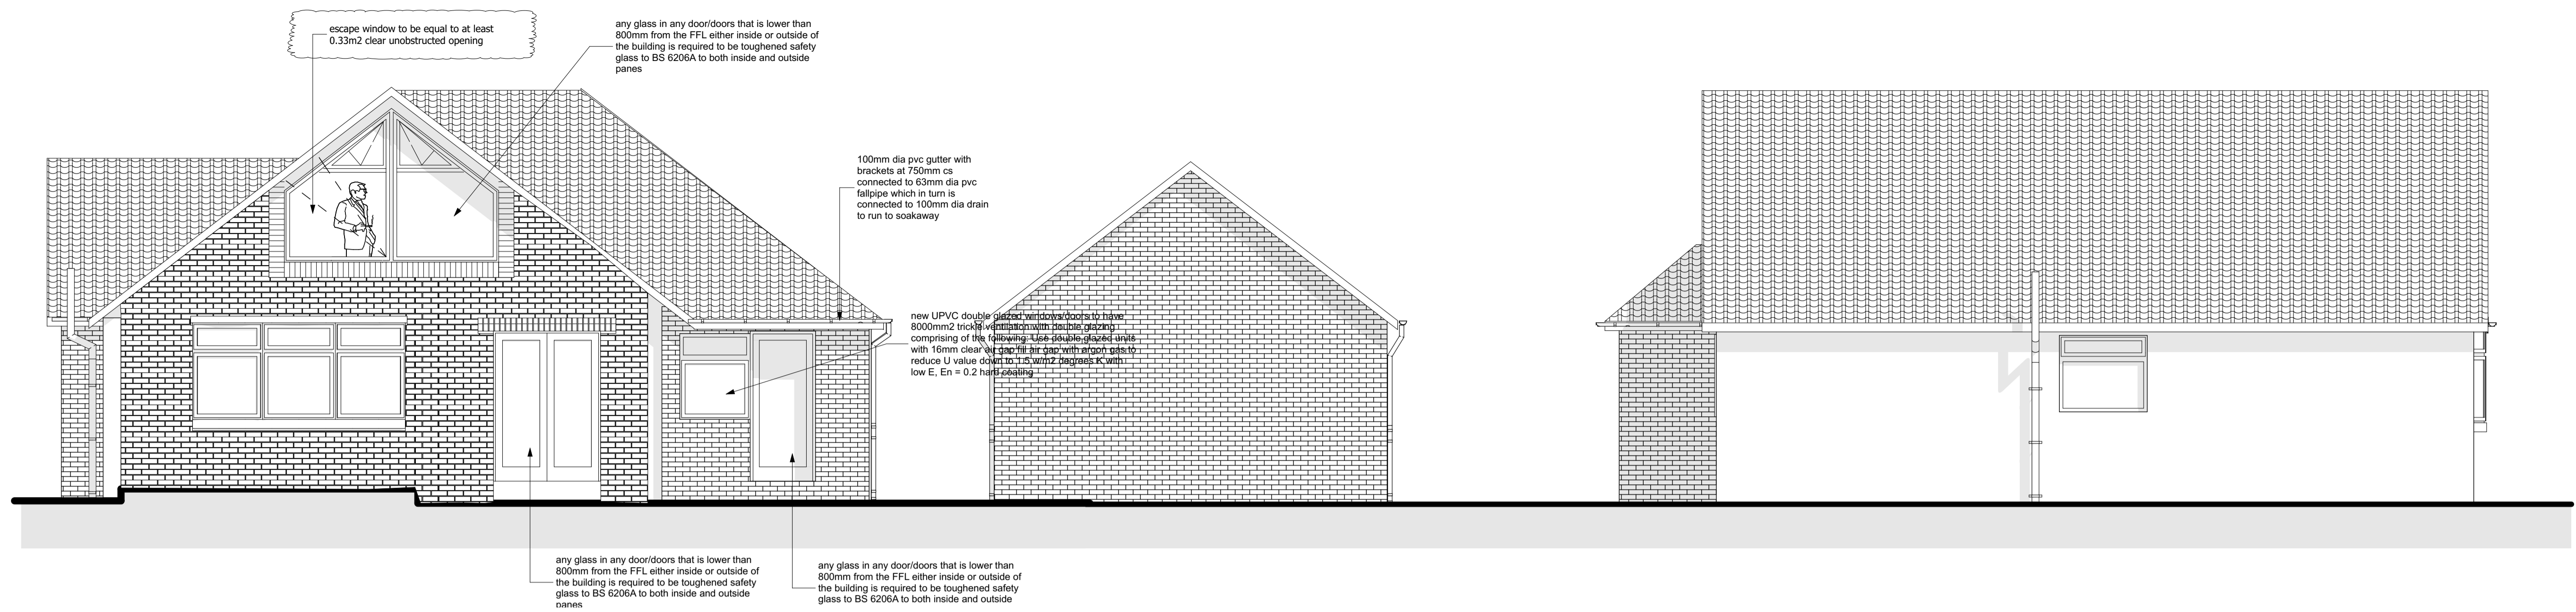 escape window to be equal to at least
0.33m2 clear unobstructed opening
any glass in any door/doors that is lower than
800mm from the FFL either inside or outside of
the building is required to be toughened safety
glass to BS 6206A to both inside and outside
panes
100mm dia pvc gutter with
brackets at 750mm cs
connected to 63mm dia pvc
fallpipe which in turn is
connected to 100mm dia drain
to run to soakaway
new UPVC double glazed windows/doors to have
8000mm2 trickle ventilation with double glazing
comprising of the following: Use double glazed units
with 16mm clear air gap fill air gap with argon gas to
reduce U value down to 1.5 w/m2 degrees K with
low E, En = 0.2 hard coating
any glass in any door/doors that is lower than
800mm from the FFL either inside or outside of
the building is required to be toughened safety
glass to BS 6206A to both inside and outside
panes
any glass in any door/doors that is lower than
800mm from the FFL either inside or outside of
the building is required to be toughened safety
glass to BS 6206A to both inside and outside